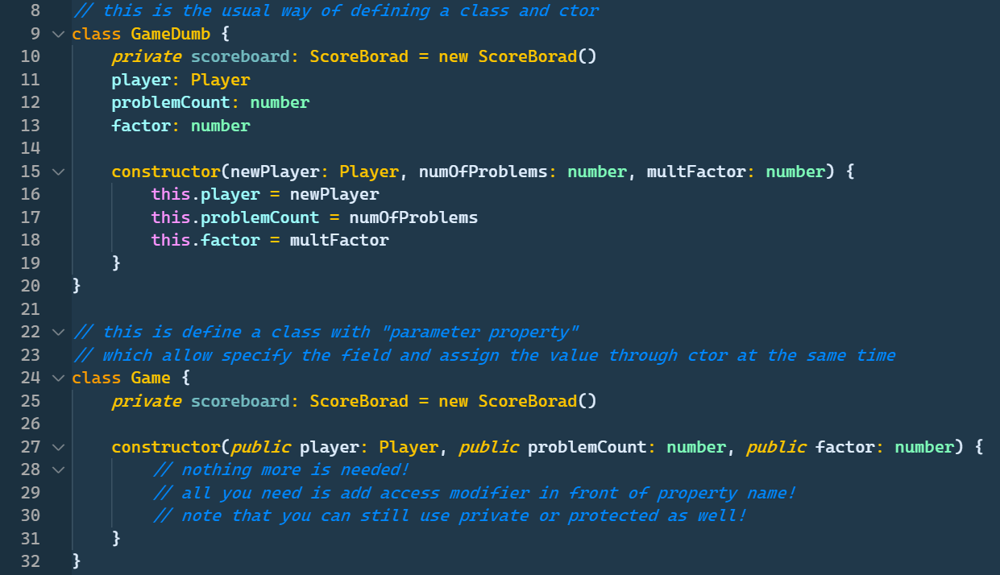 8 // this is the usual way of defining a class and ctor
9 class GameDumb {
10 private scoreboard: ScoreBorad = new ScoreBorad()
11 player: Player
12 problemCount: number
13 factor: number
14
15 constructor(newPlayer: Player, numOfProblems: number, multFactor: number) {
16 this.player = newPlayer
17 this.problemCount = numOfProblems
18 this.factor = multFactor
19 }
20 }
21
22 // this is define a class with "parameter property"
23 // which allow specify the field and assign the value through ctor at the same time
24 class Game {
25 private scoreboard: ScoreBorad = new ScoreBorad()
26
27 constructor(public player: Player, public problemCount: number, public factor: number) {
28 // nothing more is needed!
29 // all you need is add access modifier in front of property name!
30 // note that you can still use private or protected as well!
31 }
32 }